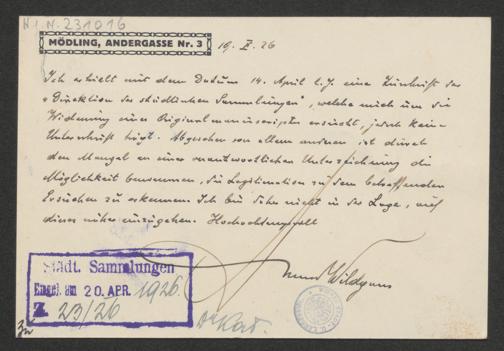 H.I.N. 231016
MÖDLING, ANDERGASSE Nr. 3
19. IV. 26
Ich erhielt mit dem Datum 14. April l. J. eine Zuschrift der
"Direktion der städtischen Sammlungen", welche mich um die
Widmung eines Originalmanuscriptes ersucht, jedoch keine
Unterschrift trägt. Abgesehen von allem anderen ist durch
den Mangel an einer verantwortlichen Unterzeichnung die
Möglichkeit benommen, die Legitimation zu dem betreffenden
Ersuchen zu erkennen. Ich bin daher nicht in der Lage, auf
dieses näher einzugehen. Hochachtungsvoll
Wildgans
Städt. Sammlungen
Eingel. am 20. APR. 1926.
Z. 23/26